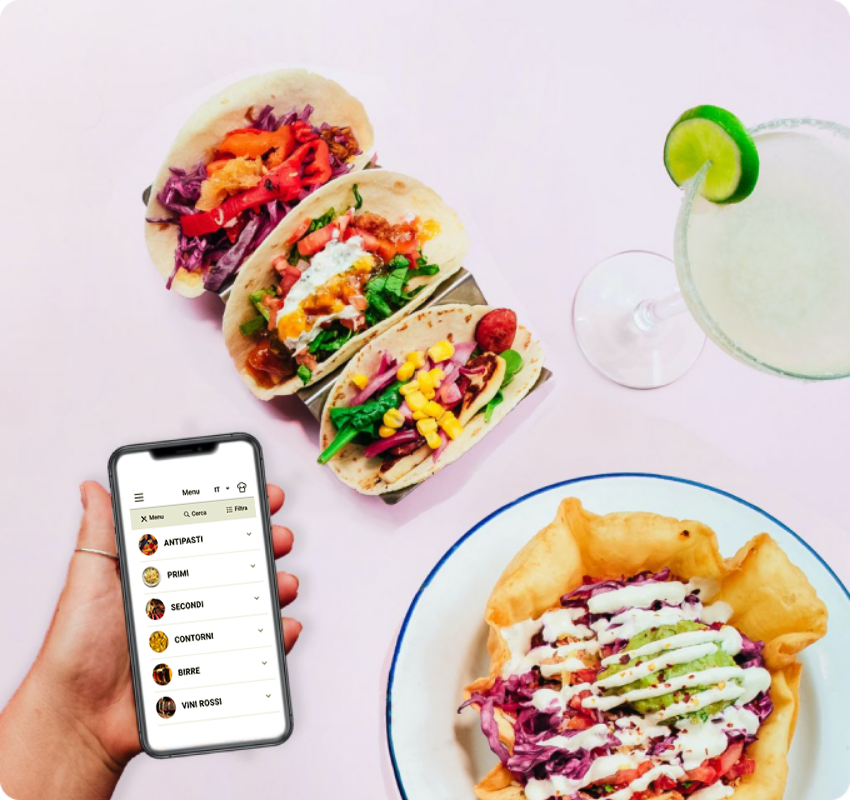 Menu IT
Menu Cerca Filtra
ANTIPASTI
PRIMI
SECONDI
CONTORNI
BIRRE
VINI ROSSI